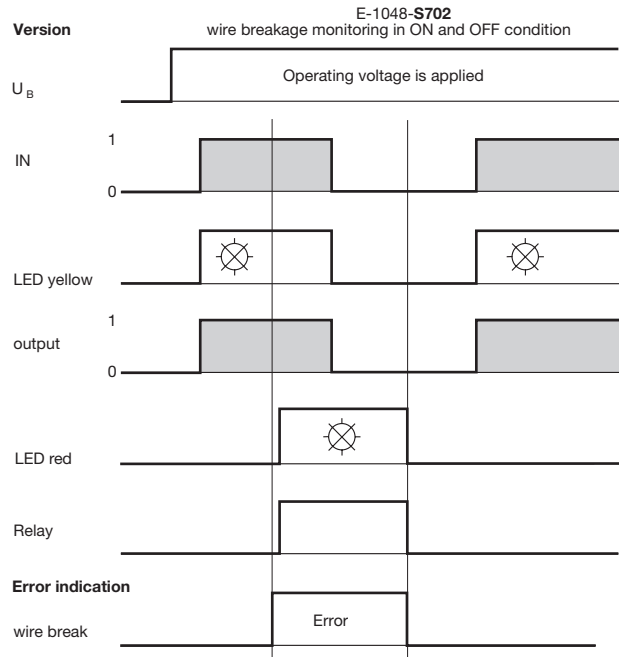 E-1048-S702
Version wire breakage monitoring in ON and OFF condition
Operating voltage is applied
U B
1
IN
0
LED yellow
1
output
0
LED red
Relay
Error indication
Error
wire break